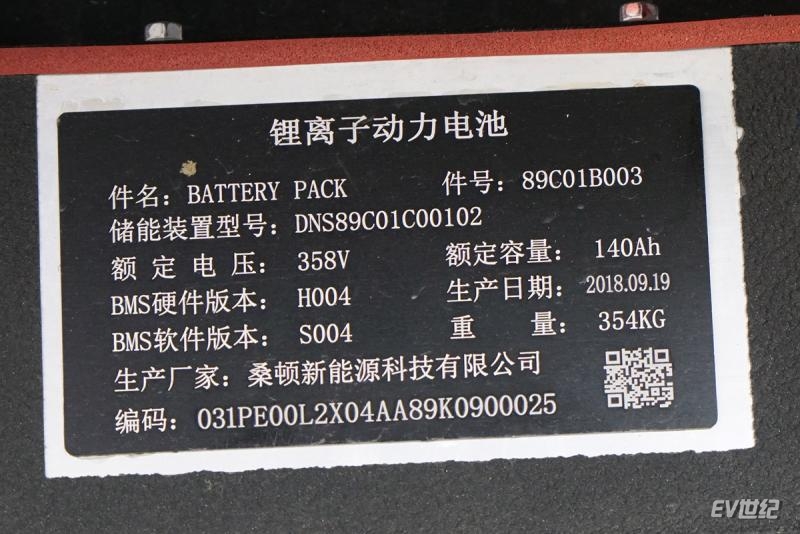 锂离子动力电池
件名：BATTERY PACK 件号：89C01B003
储能装置型号：DNS89C01C00102
额定电压：358V 额定容量：140Ah
BMS硬件版本：H004 生产日期：2018.09.19
BMS软件版本：S004 重量：354KG
生产厂家：桑顿新能源科技有限公司
编码：031PE00L2X04AA89K0900025
EV世纪